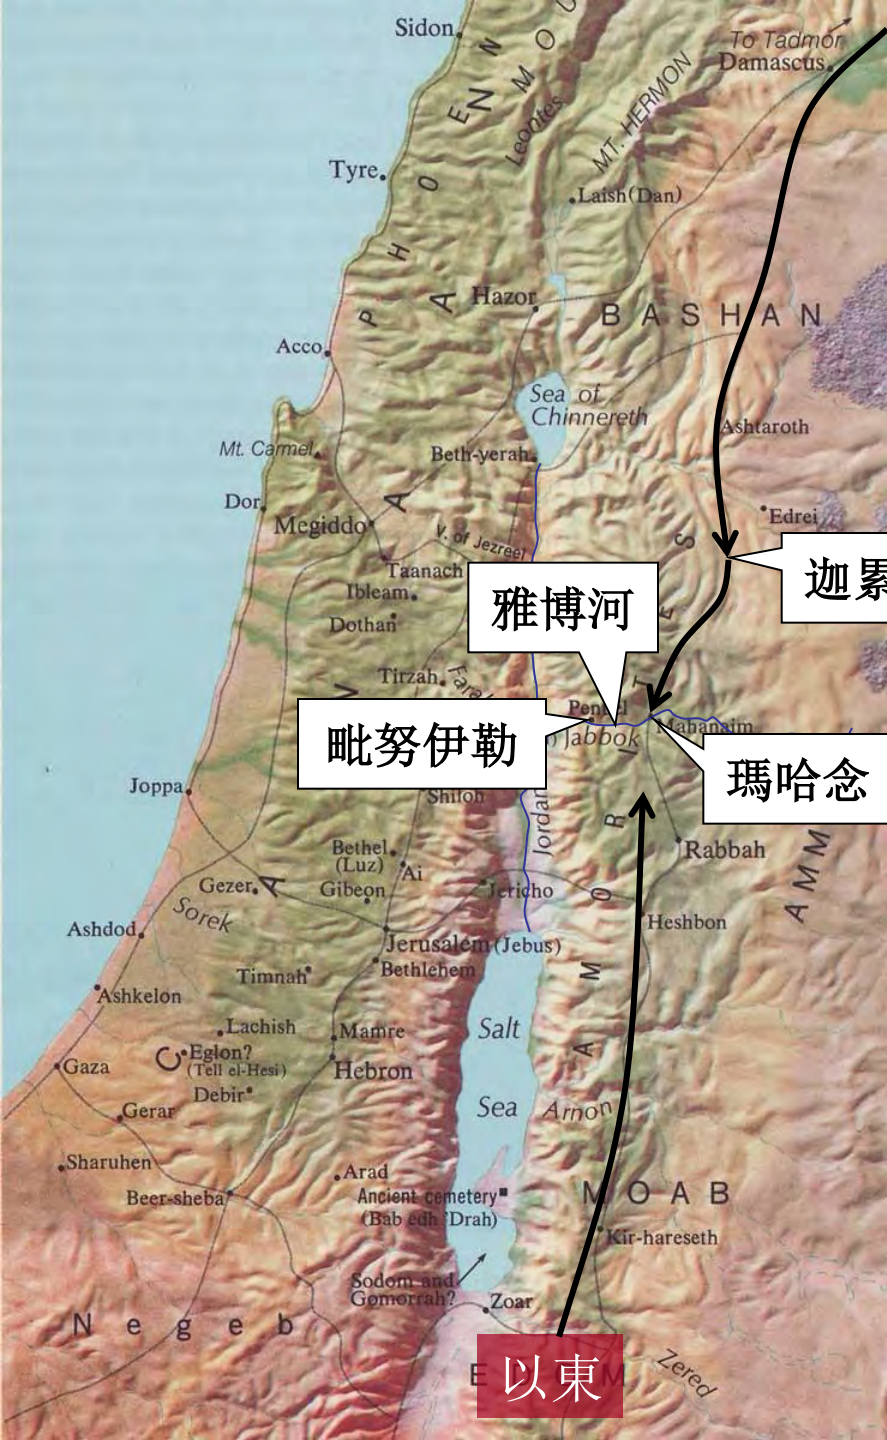 Sidon
To Tadmor
Damascus
MT. HERMON
Leontes
PHOEN
MOU
Tyre
Laish(Dan)
Hazor
BASHAN
Acco
Sea of
Chinnereth
Ashtaroth
Mt. Carmel
Beth-yerah
Dor
Megiddo
Edrei
V. of Jezreel
Taanach
迦累
Ibleam
雅博河
Dothan
Tirzah
Farah
毗努伊勒
Jabbok
Mahanaim
瑪哈念
Joppa
Shiloh
Jordan
Bethel
(Luz)
Ai
Rabbah
AMM
Gezer
Gibeon
Jericho
Sorek
Heshbon
Ashdod
Jerusalem (Jebus)
Bethlehem
AMORITES
Timnah
Ashkelon
Lachish
Mamre
Salt
Sea
Eglon?
(Tell el-Hesi)
Gaza
Hebron
Debir
Gerar
Arnon
Sharuhen
Arad
Beer-sheba
Ancient cemetery
(Bab edh 'Drah)
MOAB
Kir-hareseth
Sodom and
Gomorrah?
Zoar
Negeb
以東
Zered